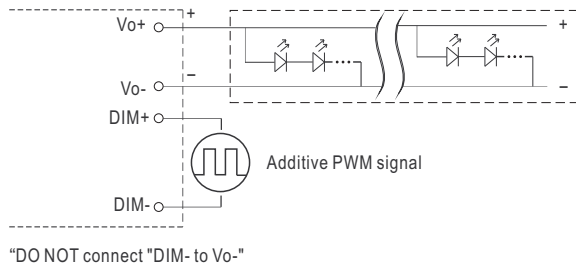 Vo+
+
+
Vo-
−
−
DIM+
Additive PWM signal
DIM-
“DO NOT connect "DIM- to Vo-"